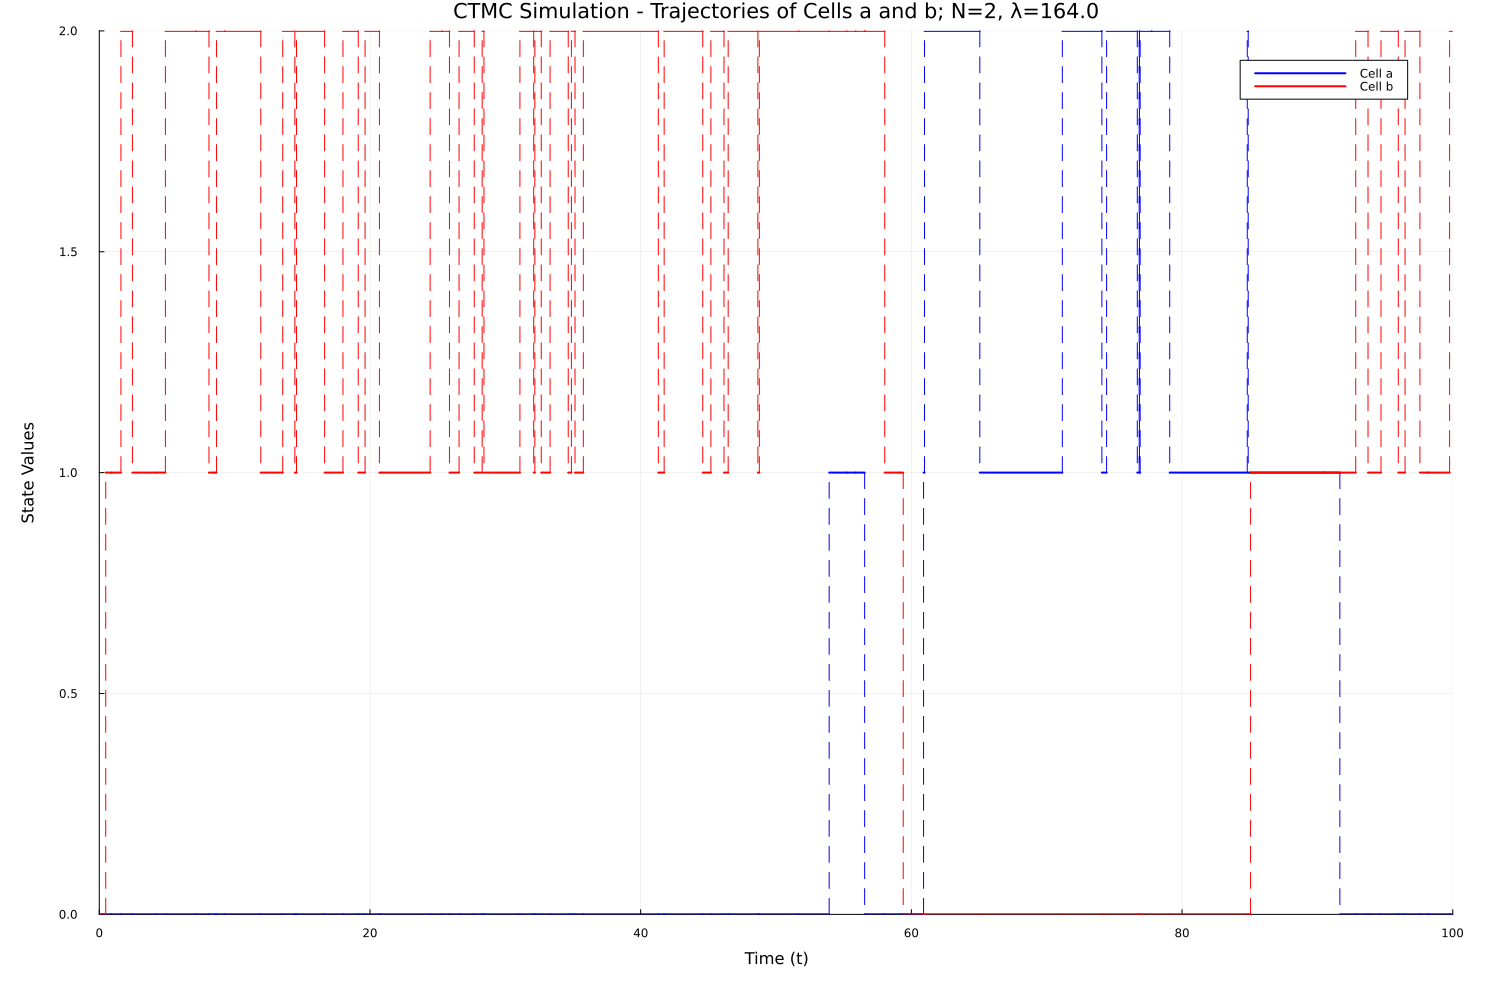 CTMC Simulation - Trajectories of Cells a and b; N=2, λ=164.0
2.0
Cell a
Cell b
1.5
1.0
State Values
0.5
0.0
0 20 40 60 80 100
Time (t)